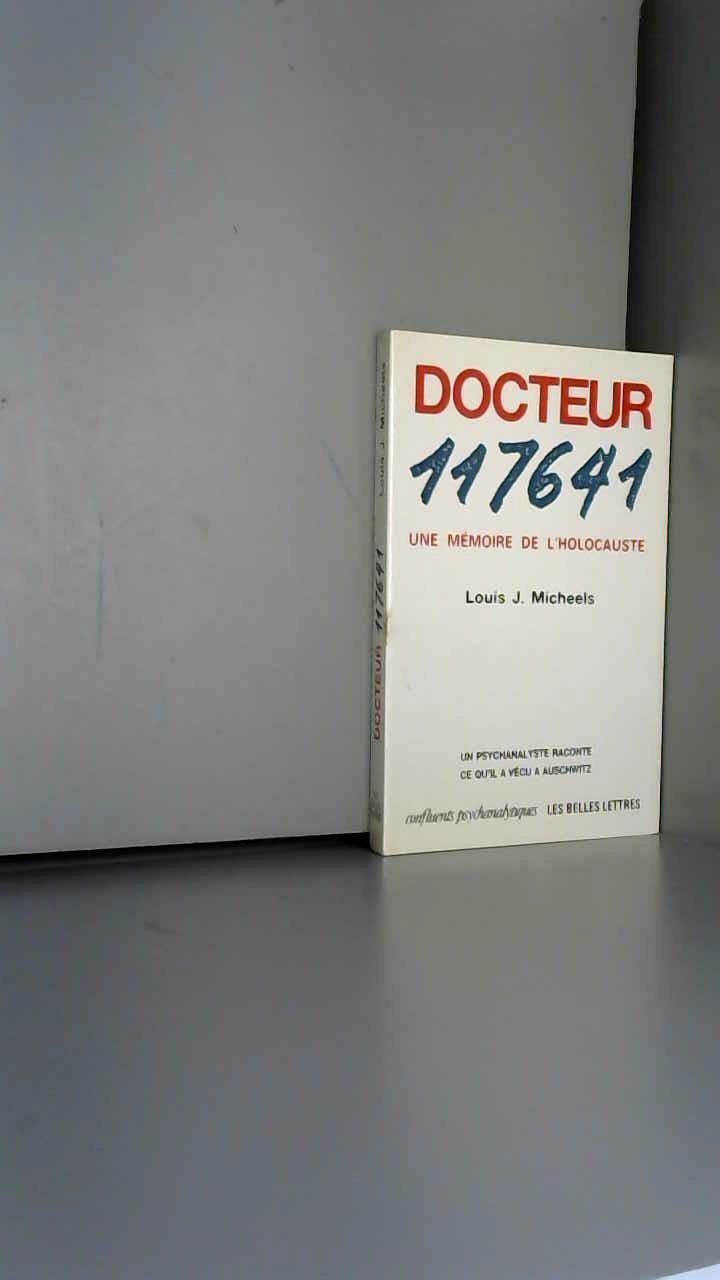 DOCTEUR
117641
UNE MÉMOIRE DE L'HOLOCAUSTE
Louis J. Micheels
UN PSYCHANALYSTE RACONTE
CE QU'IL A VÉCU A AUSCHWITZ
confluents psychanalytiques LES BELLES LETTRES
DOCTEUR 117641 Louis J. Micheels